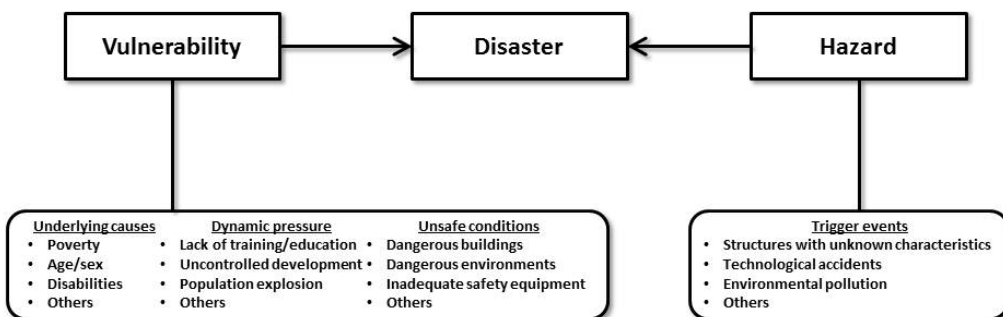 Vulnerability
Disaster
Hazard
Underlying causes
• Poverty
• Age/sex
• Disabilities
• Others
Dynamic pressure
• Lack of training/education
• Uncontrolled development
• Population explosion
• Others
Unsafe conditions
• Dangerous buildings
• Dangerous environments
• Inadequate safety equipment
• Others
Trigger events
• Structures with unknown characteristics
• Technological accidents
• Environmental pollution
• Others